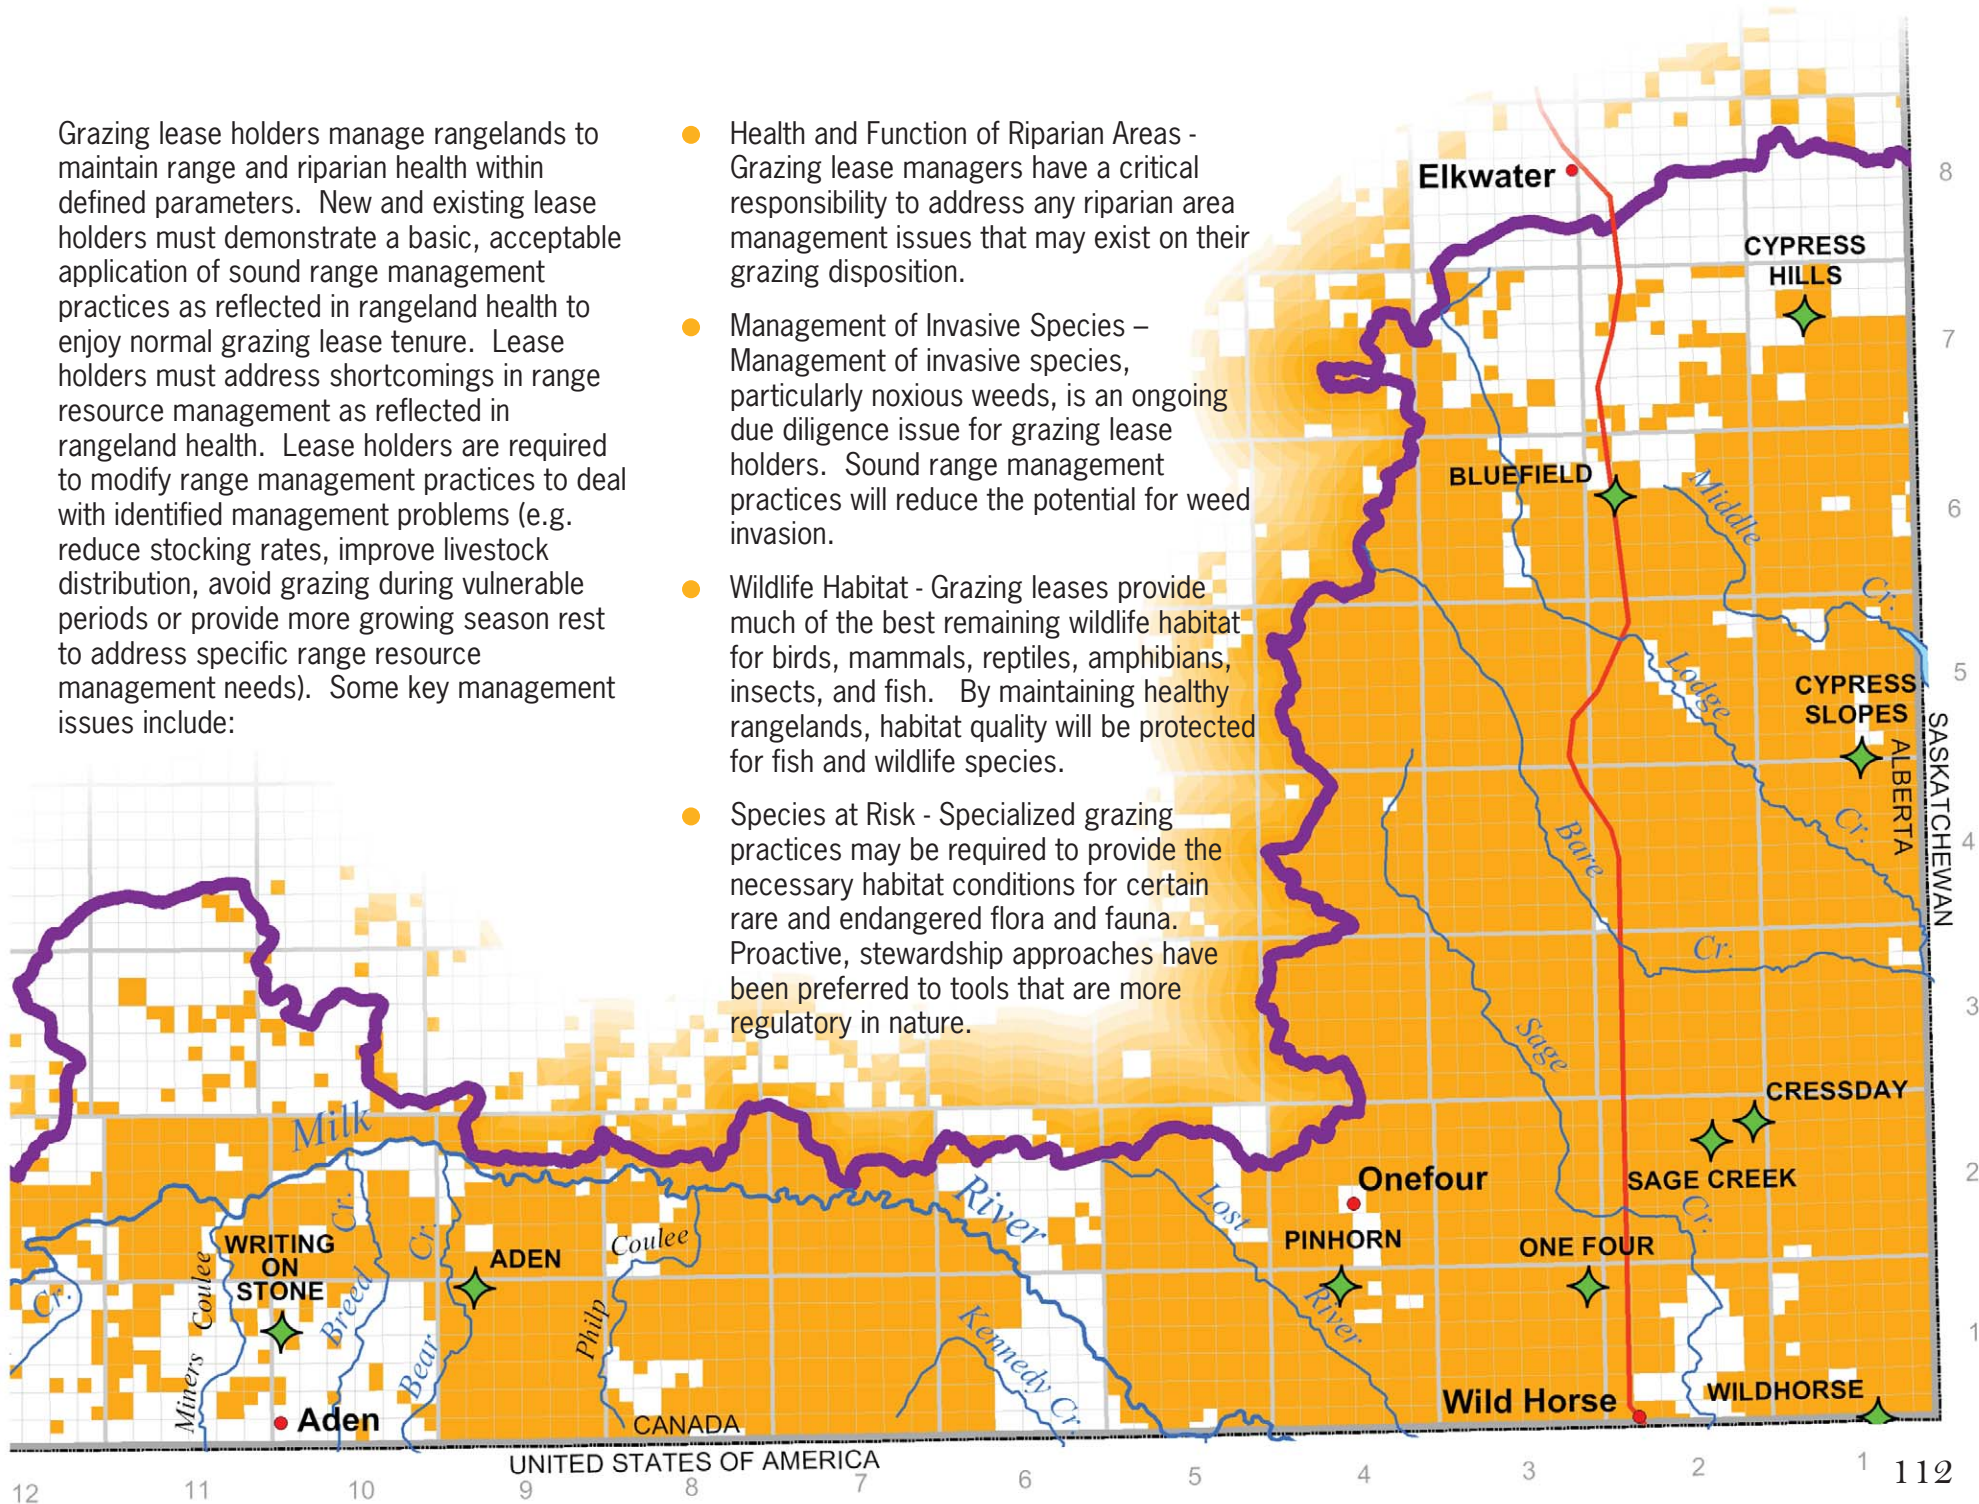 Grazing lease holders manage rangelands to
maintain range and riparian health within
defined parameters.  New and existing lease
holders must demonstrate a basic, acceptable
application of sound range management
practices as reflected in rangeland health to
enjoy normal grazing lease tenure.  Lease
holders must address shortcomings in range
resource management as reflected in
rangeland health.  Lease holders are required
to modify range management practices to deal
with identified management problems (e.g.
reduce stocking rates, improve livestock
distribution, avoid grazing during vulnerable
periods or provide more growing season rest
to address specific range resource
management needs).  Some key management
issues include:
● Health and Function of Riparian Areas -
Grazing lease managers have a critical
responsibility to address any riparian area
management issues that may exist on their
grazing disposition.
● Management of Invasive Species –
Management of invasive species,
particularly noxious weeds, is an ongoing
due diligence issue for grazing lease
holders.  Sound range management
practices will reduce the potential for weed
invasion.
● Wildlife Habitat - Grazing leases provide
much of the best remaining wildlife habitat
for birds, mammals, reptiles, amphibians,
insects, and fish.   By maintaining healthy
rangelands, habitat quality will be protected
for fish and wildlife species.
● Species at Risk - Specialized grazing
practices may be required to provide the
necessary habitat conditions for certain
rare and endangered flora and fauna.
Proactive, stewardship approaches have
been preferred to tools that are more
regulatory in nature.
Elkwater
CYPRESS
HILLS
BLUEFIELD
Middle
Cr.
Lodge
Cr.
CYPRESS
SLOPES
ALBERTA
SASKATCHEWAN
Bare
Cr.
Sage
Cr.
CRESSDAY
SAGE CREEK
Onefour
PINHORN
ONE FOUR
Lost
River
Milk
River
WRITING
ON
STONE
Cr.
Miners
Coulee
Breed
Cr.
Bear
Cr.
ADEN
Philp
Coulee
Kennedy Cr.
Aden
Wild Horse
WILDHORSE
CANADA
UNITED STATES OF AMERICA
8
7
6
5
4
3
2
1
12
11
10
9
8
7
6
5
4
3
2
1
112